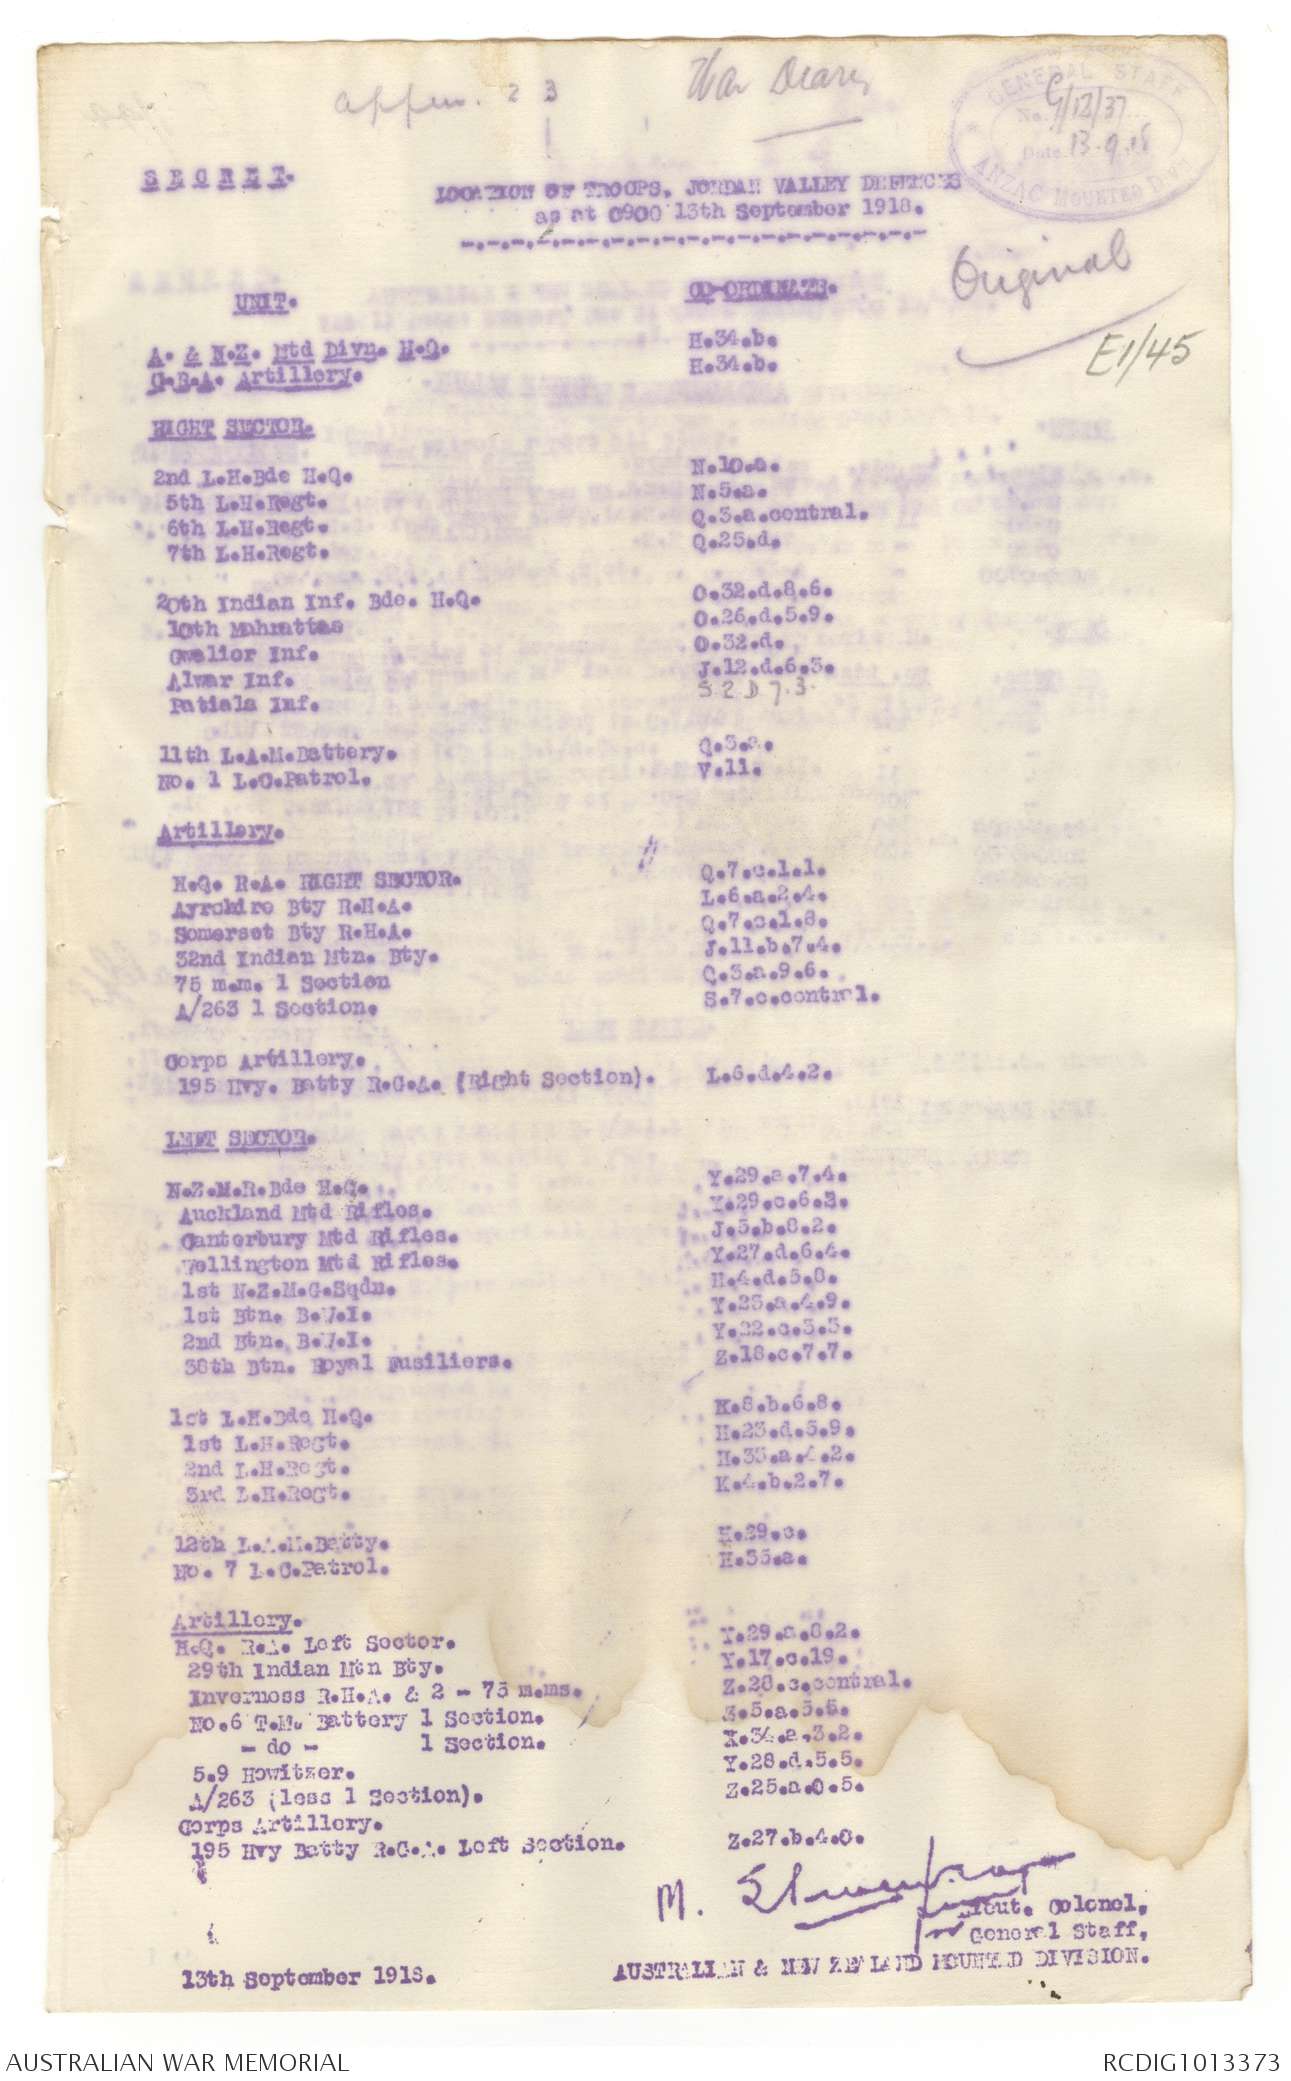 appen. 23
War Diary
GENERAL STAFF
No. G/12/37
Date. 13.9.18
ANZAC MOUNTED DIVN
SECRET.
LOCATION OF TROOPS. JORDAN VALLEY DEFENCES
as at 0900 13th September 1918.
Original
E1/45
UNIT. CO-ORDINATE.
A. & N.Z. Mtd Divn. H.Q. H.34.b.
C.R.A. Artillery. H.34.b.
RIGHT SECTOR.
2nd L.H.Bde H.Q. N.10.a.
5th L.H.Regt. N.5.a.
6th L.H.Regt. Q.3.a.central.
7th L.H.Regt. Q.25.d.
20th Indian Inf. Bde. H.Q. O.32.d.8.6.
10th Mahrattas O.26.d.5.9.
Gwalior Inf. O.32.d.
Alwar Inf. J.12.d.6.3.
Patiala Inf. S.2.D.7.3.
11th L.A.M.Battery. Q.3.a.
No. 1 L.C.Patrol. V.11.
Artillery.
H.Q. R.A. RIGHT SECTOR. Q.7.c.1.1.
Ayrshire Bty R.H.A. L.6.a.2.4.
Somerset Bty R.H.A. Q.7.c.1.8.
32nd Indian Mtn. Bty. J.11.b.7.4.
75 m.m. 1 Section Q.3.a.9.6.
A/263 1 Section. S.7.c.central.
Corps Artillery.
195 Hvy. Batty R.G.A. (Right Section). L.6.d.4.2.
LEFT SECTOR.
N.Z.M.R.Bde H.Q. Y.29.a.7.4.
Auckland Mtd Rifles. Y.29.c.6.3.
Canterbury Mtd Rifles. J.5.b.8.2.
Wellington Mtd Rifles. Y.27.d.6.4.
1st N.Z.M.G.Sqdn. H.4.d.5.8.
1st Btn. B.W.I. Y.23.a.4.9.
2nd Btn. B.W.I. Y.22.c.3.3.
38th Btn. Royal Fusiliers. Z.18.c.7.7.
1st L.H.Bde H.Q. K.8.b.6.8.
1st L.H.Regt. H.23.d.5.9.
2nd L.H.Regt. H.35.a.4.2.
3rd L.H.Regt. K.4.b.2.7.
12th L.A.M.Batty. H.29.c.
No. 7 L.C.Patrol. H.35.a.
Artillery.
H.Q. R.A. Left Sector. Y.29.a.8.2.
29th Indian Mtn Bty. Y.17.c.19.
Inverness R.H.A. & 2 - 75 m.ms. Z.28.c.central.
No.6 T.M. Battery 1 Section. Z.5.a.5.5.
- do - 1 Section. X.34.a.3.2.
5.9 Howitzer. Y.28.d.5.5.
A/263 (less 1 Section). Z.25.a.0.5.
Corps Artillery.
195 Hvy Batty R.G.A. Left Section. Z.27.b.4.0.
M.
for
Lieut. Colonel,
General Staff,
13th September 1918. AUSTRALIAN & NEW ZEALAND MOUNTED DIVISION.
AUSTRALIAN WAR MEMORIAL RCDIG1013373